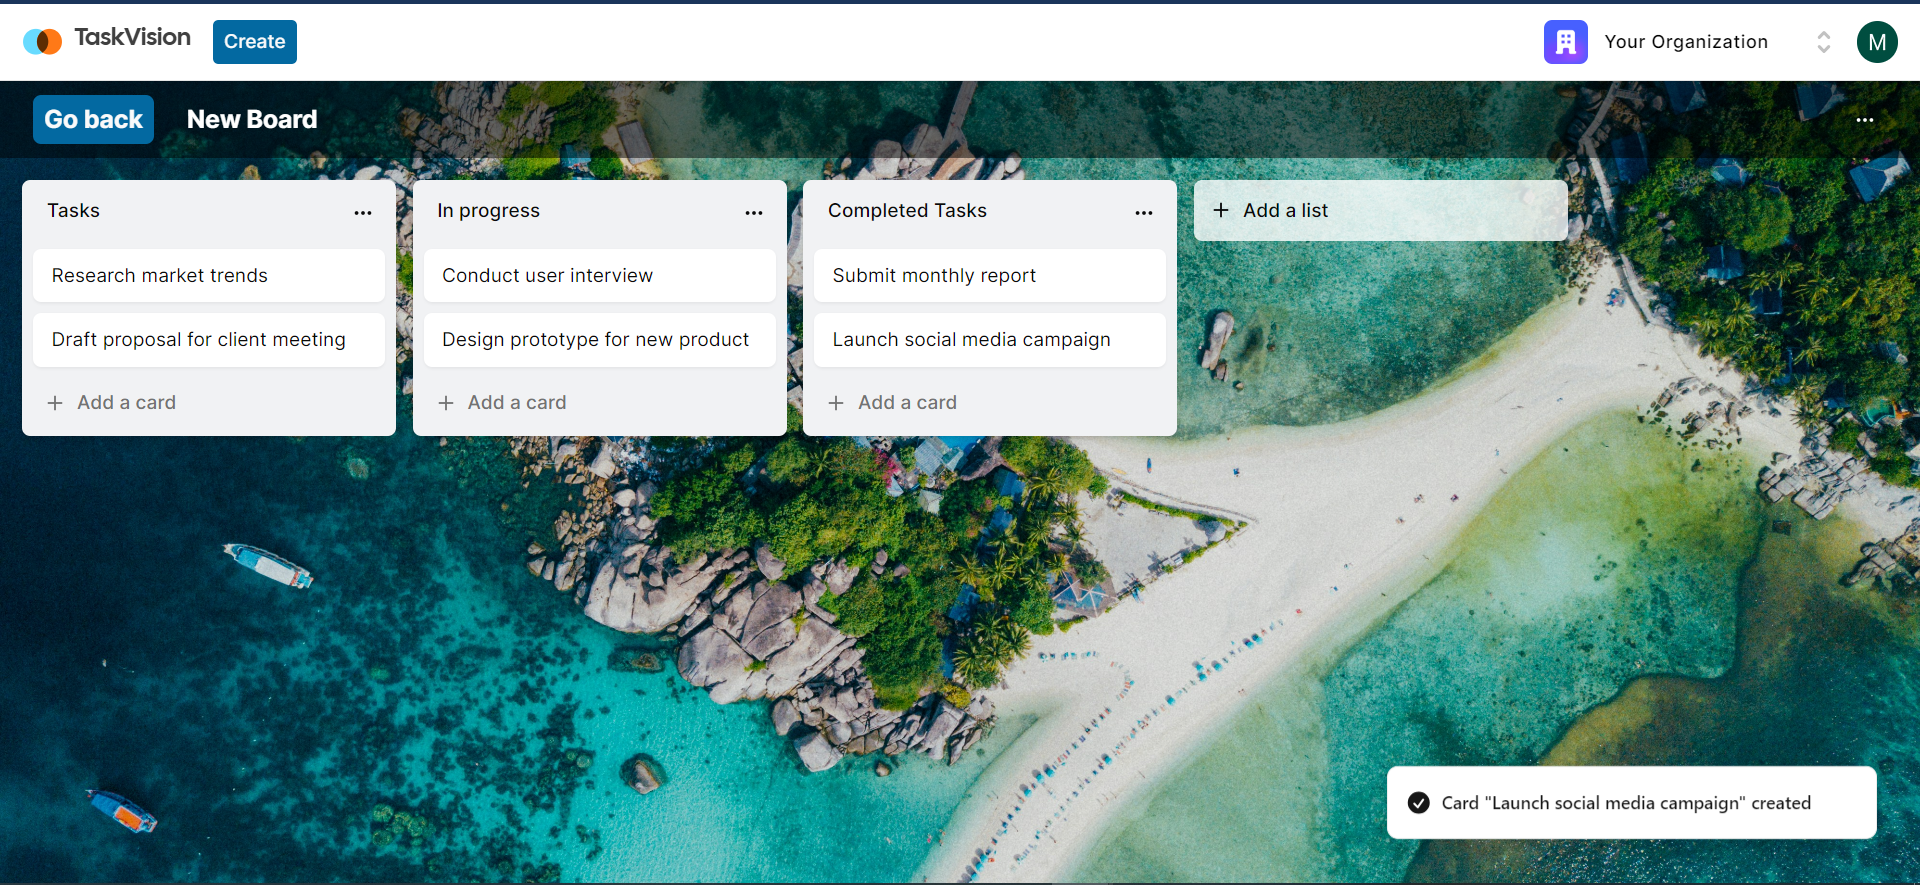 TaskVision
Create
Your Organization
M
Go back
New Board
...
Tasks
...
Research market trends
Draft proposal for client meeting
+ Add a card
In progress
...
Conduct user interview
Design prototype for new product
+ Add a card
Completed Tasks
...
Submit monthly report
Launch social media campaign
+ Add a card
+ Add a list
Card "Launch social media campaign" created